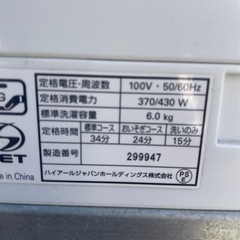 G
定格電圧・周波数 100V・50/60Hz
定格消費電力 370/430 W
標準洗濯容量 6.0 kg
定格時間 標準コース おいそぎコース 洗いのみ
34分 24分 15分
製造番号 299947
ハイアールジャパンホールディングス株式会社
PS
E
JET
e in China